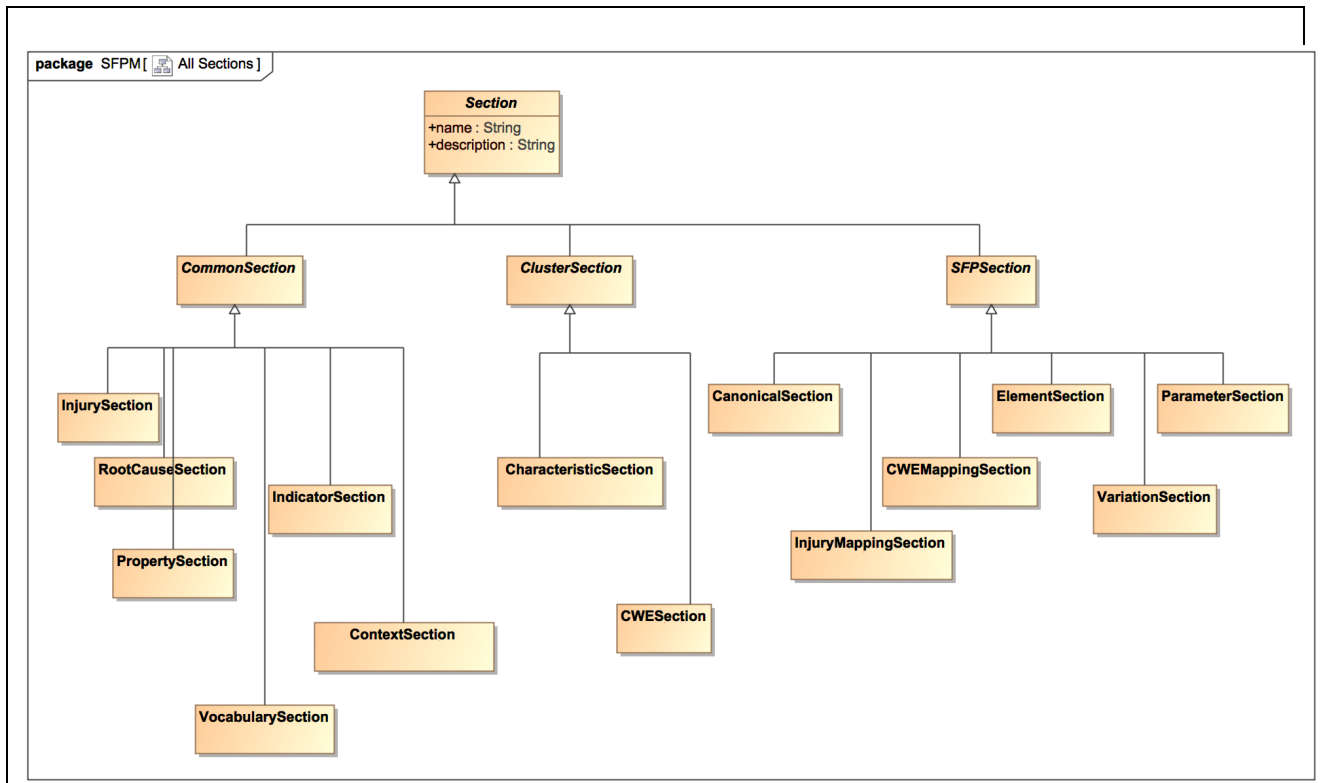 package SFPM [ All Sections ]
Section
+name : String
+description : String
CommonSection
ClusterSection
SFPSection
InjurySection
CanonicalSection
ElementSection
ParameterSection
RootCauseSection
CharacteristicSection
CWEMappingSection
IndicatorSection
VariationSection
PropertySection
InjuryMappingSection
CWESection
ContextSection
VocabularySection